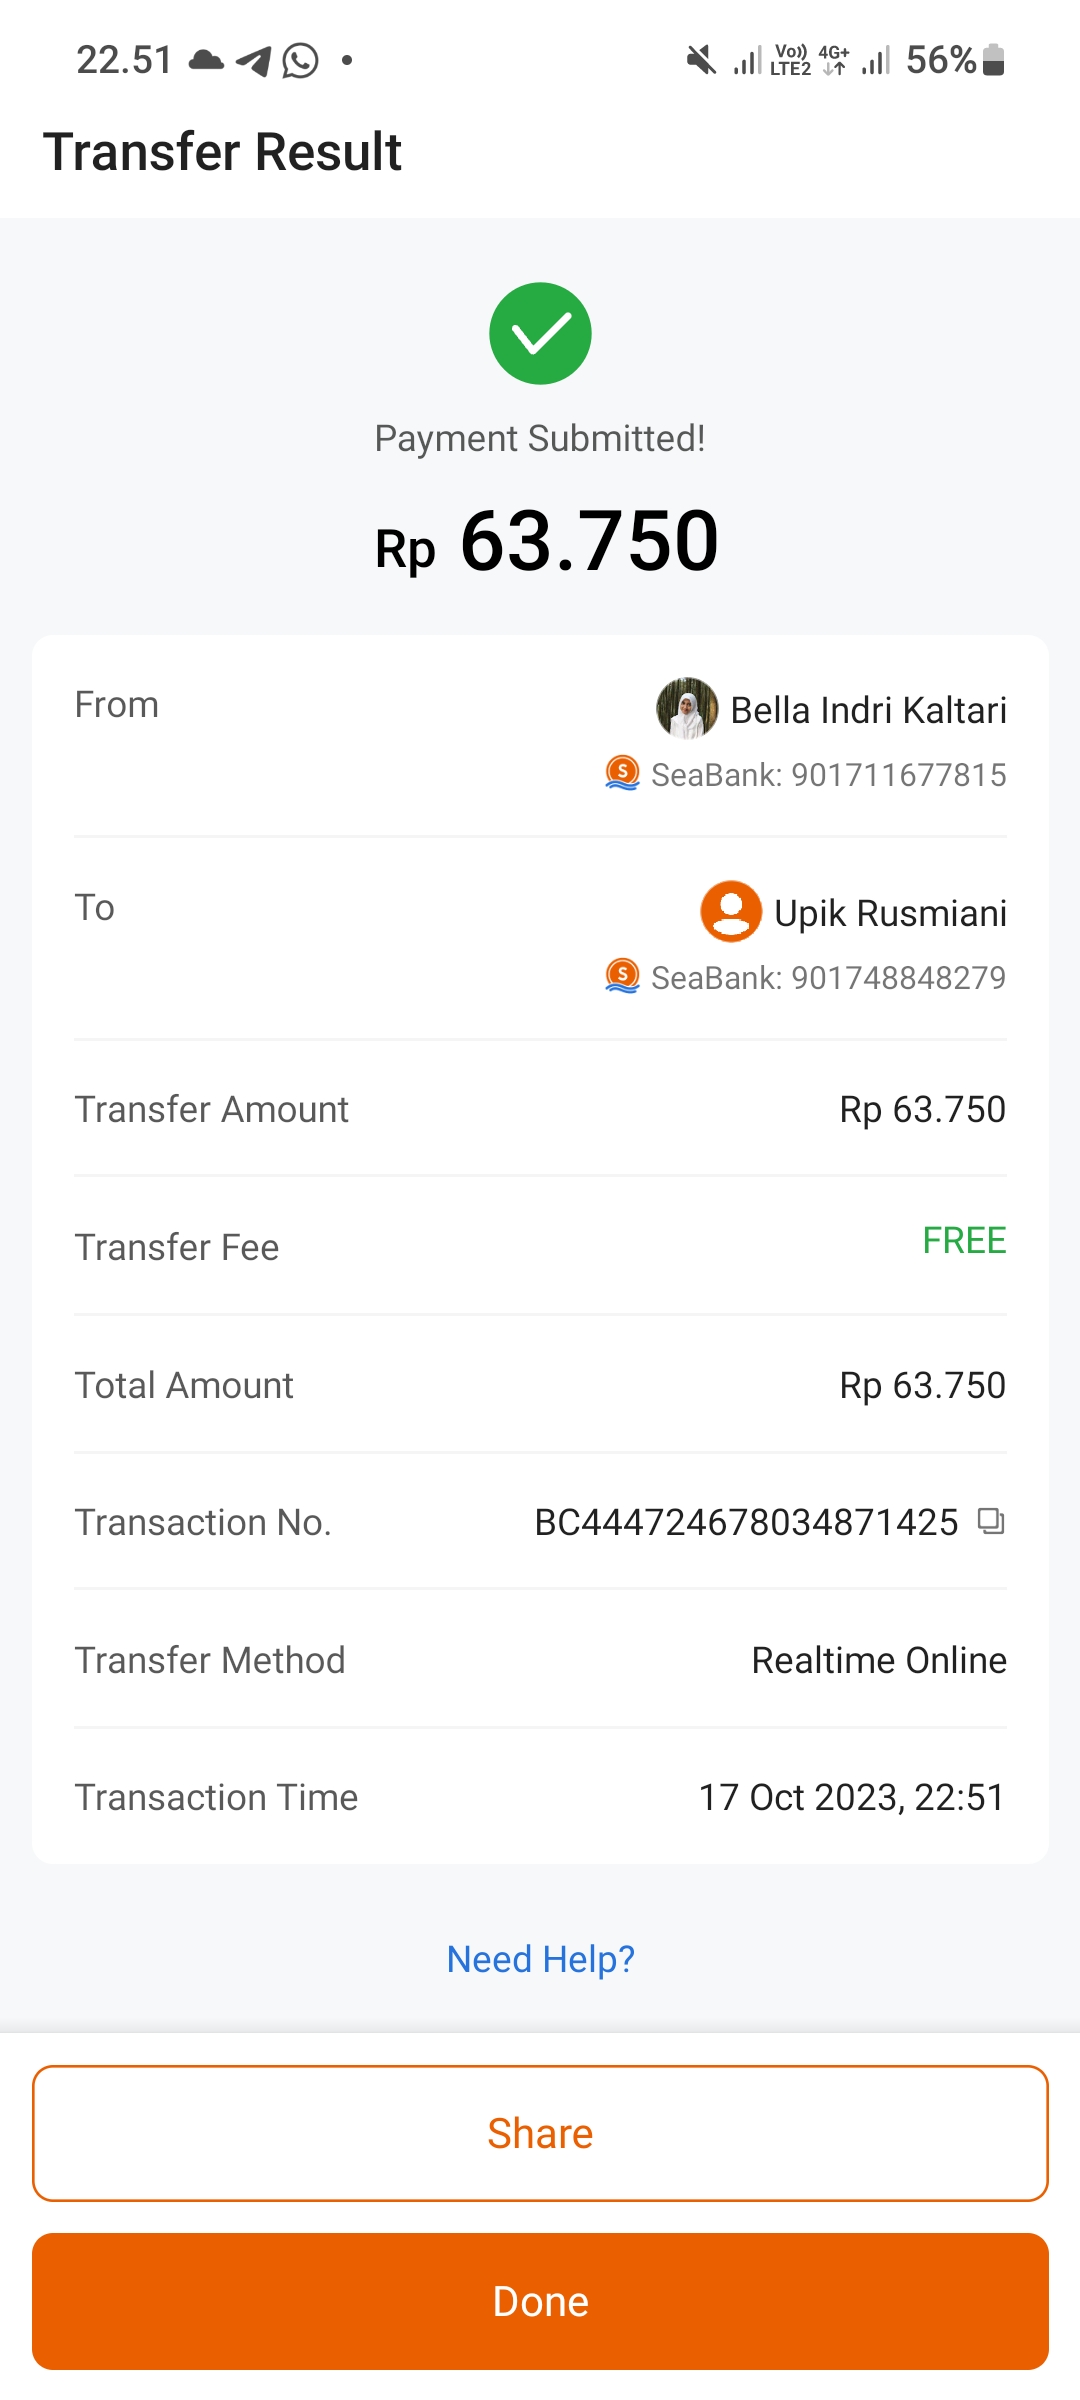 22.51 Vo)) LTE2 4G+ 56%
Transfer Result
Payment Submitted!
Rp 63.750
From Bella Indri Kaltari
SeaBank: 901711677815
To Upik Rusmiani
SeaBank: 901748848279
Transfer Amount Rp 63.750
Transfer Fee FREE
Total Amount Rp 63.750
Transaction No. BC444724678034871425
Transfer Method Realtime Online
Transaction Time 17 Oct 2023, 22:51
Need Help?
Share
Done